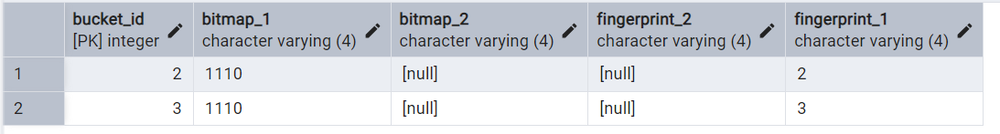 bucket_id bitmap_1 bitmap_2 fingerprint_2 fingerprint_1
[PK] integer character varying (4) character varying (4) character varying (4) character varying (4)
1 2 1110 [null] [null] 2
2 3 1110 [null] [null] 3